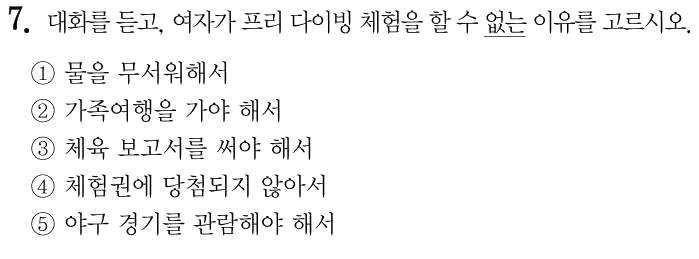 7. 대화를 듣고, 여자가 프리 다이빙 체험을 할 수 없는 이유를 고르시오.
① 물을 무서워해서
② 가족여행을 가야 해서
③ 체육 보고서를 써야 해서
④ 체험권에 당첨되지 않아서
⑤ 야구 경기를 관람해야 해서